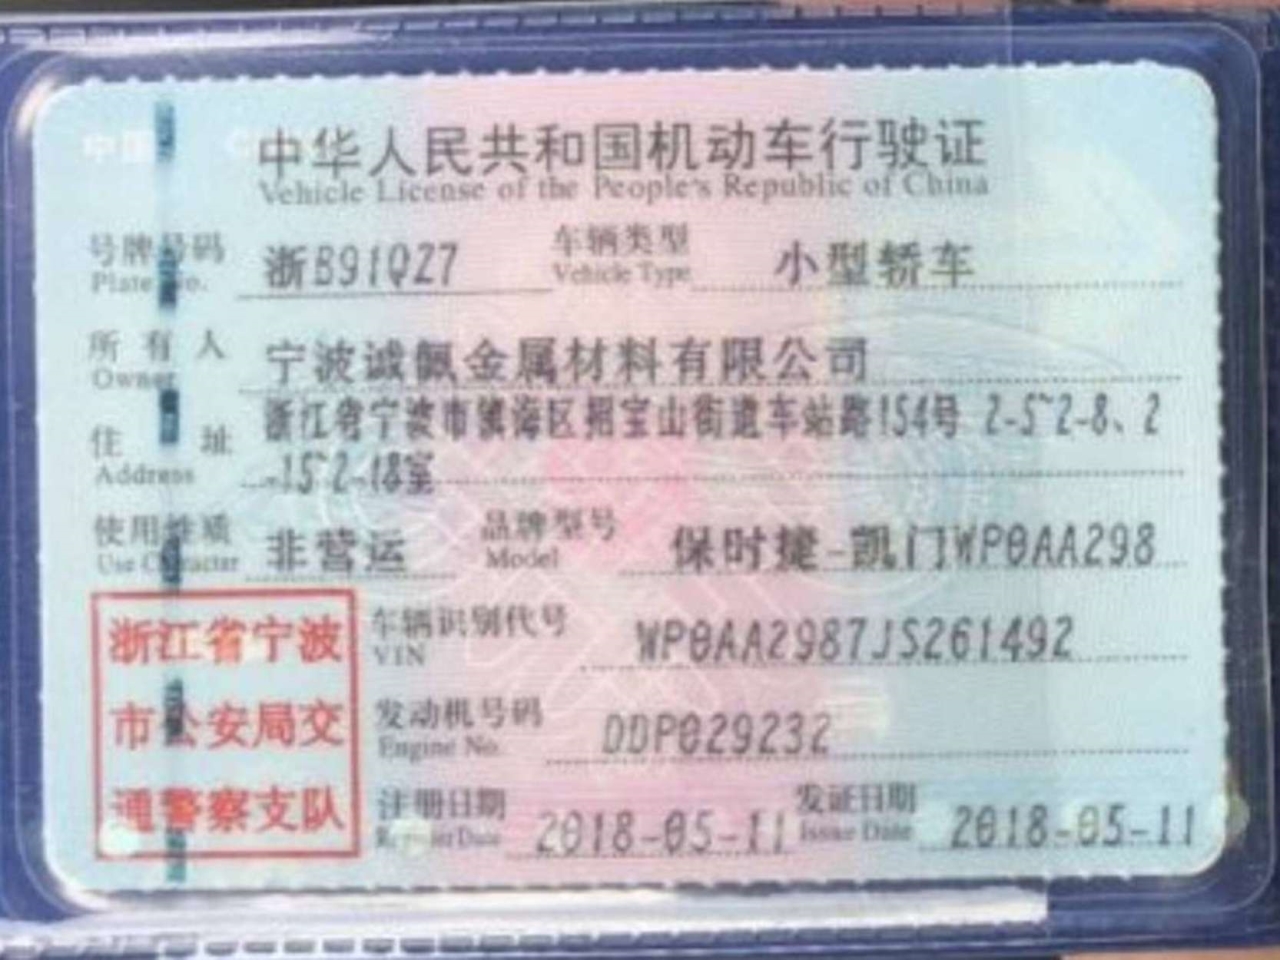 中华人民共和国机动车行驶证
Vehicle License of the People's Republic of China
号牌号码 浙B91QZ7 车辆类型 小型轿车
Plate No. Vehicle Type
所有人 宁波诚佩金属材料有限公司
Owner
浙江省宁波市镇海区招宝山街道车站路154号 2-5~2-8、2
住址
Address -15~2-18室
使用性质 非营运 品牌型号 保时捷-凯门WP0AA298
Use Character Model
浙江省宁波 车辆识别代号 WP0AA2987JS261492
VIN
市公安局交 发动机号码 DDP029232
Engine No.
通警察支队 注册日期 2018-05-11 发证日期 2018-05-11
Register Date Issue Date